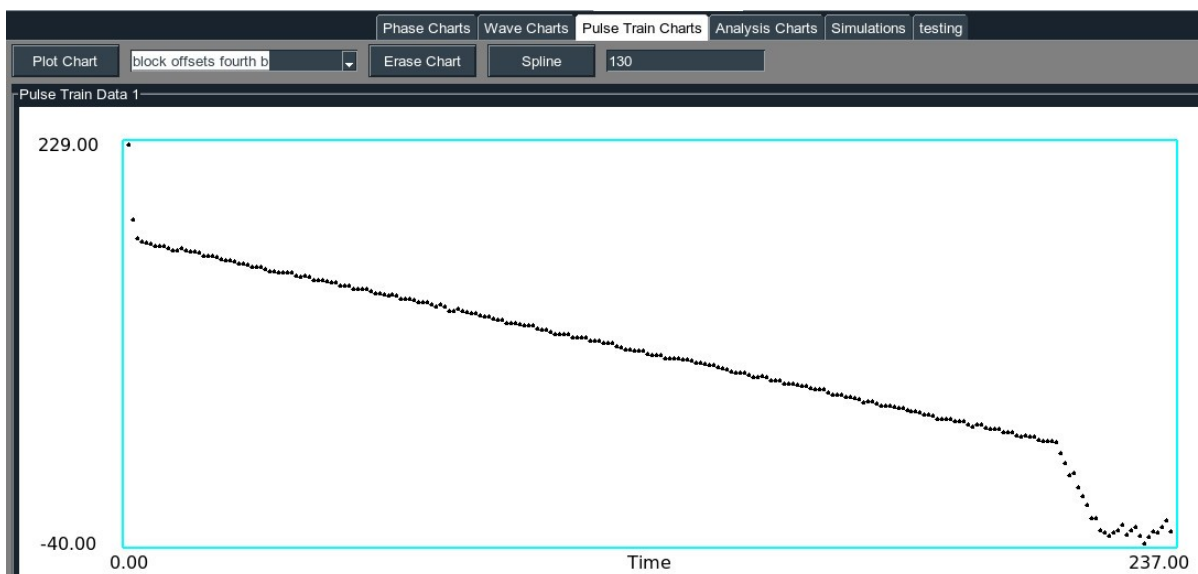 Phase Charts Wave Charts Pulse Train Charts Analysis Charts Simulations testing
Plot Chart block offsets fourth b Erase Chart Spline 130
Pulse Train Data 1
229.00
-40.00
0.00 Time 237.00